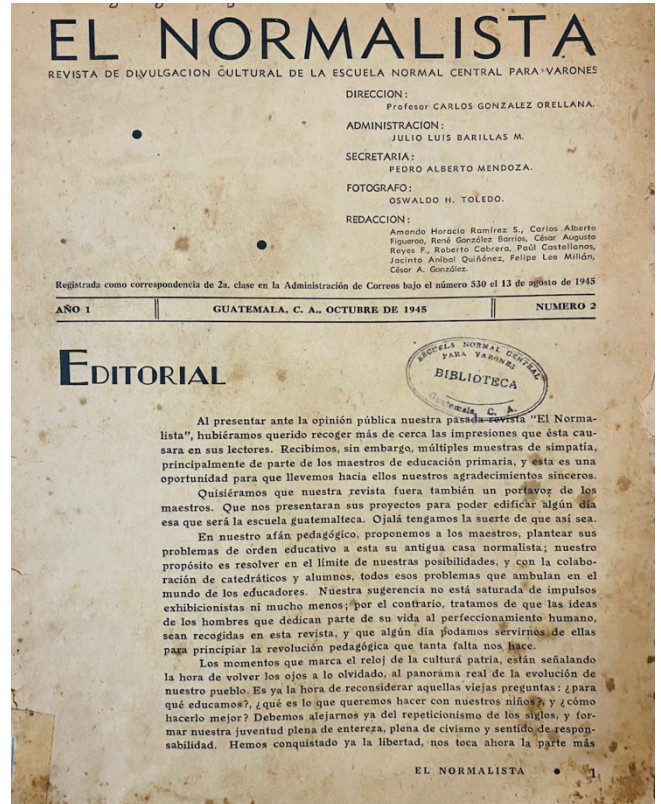 EL NORMALISTA
REVISTA DE DIVULGACION CULTURAL DE LA ESCUELA NORMAL CENTRAL PARA VARONES
DIRECCION:
Profesor CARLOS GONZALEZ ORELLANA.
ADMINISTRACION:
JULIO LUIS BARILLAS M.
SECRETARIA:
PEDRO ALBERTO MENDOZA.
FOTOGRAFO:
OSWALDO H. TOLEDO.
REDACCION:
Amando Horacio Ramírez S., Carlos Alberto
Figueroa, René González Barrios, César Augusto
Reyes F., Roberto Cabrera, Paúl Castellanos,
Jacinto Aníbal Quiñónez, Felipe Lee Milián,
César A. González.
Registrada como correspondencia de 2a. clase en la Administración de Correos bajo el número 530 el 13 de agosto de 1945
AÑO 1 GUATEMALA, C. A., OCTUBRE DE 1945 NUMERO 2
EDITORIAL
ESCUELA NORMAL CENTRAL
PARA VARONES
BIBLIOTECA
Guatemala, C. A.
Al presentar ante la opinión pública nuestra pasada revista "El Norma-
lista", hubiéramos querido recoger más de cerca las impresiones que ésta cau-
sara en sus lectores. Recibimos, sin embargo, múltiples muestras de simpatía,
principalmente de parte de los maestros de educación primaria, y esta es una
oportunidad para que llevemos hacia ellos nuestros agradecimientos sinceros.
Quisiéramos que nuestra revista fuera también un portavoz de los
maestros. Que nos presentaran sus proyectos para poder edificar algún día
esa que será la escuela guatemalteca. Ojalá tengamos la suerte de que así sea.
En nuestro afán pedagógico, proponemos a los maestros, plantear sus
problemas de orden educativo a esta su antigua casa normalista; nuestro
propósito es resolver en el límite de nuestras posibilidades, y con la colabo-
ración de catedráticos y alumnos, todos esos problemas que ambulan en el
mundo de los educadores. Nuestra sugerencia no está saturada de impulsos
exhibicionistas ni mucho menos; por el contrario, tratamos de que las ideas
de los hombres que dedican parte de su vida al perfeccionamiento humano,
sean recogidas en esta revista, y que algún día podamos servirnos de ellas
para principiar la revolución pedagógica que tanta falta nos hace.
Los momentos que marca el reloj de la cultura patria, están señalando
la hora de volver los ojos a lo olvidado, al panorama real de la evolución de
nuestro pueblo. Es ya la hora de reconsiderar aquellas viejas preguntas: ¿para
qué educamos?, ¿qué es lo que queremos hacer con nuestros niños?, y ¿cómo
hacerlo mejor? Debemos alejarnos ya del repeticionismo de los siglos, y for-
mar nuestra juventud plena de entereza, plena de civismo y sentido de respon-
sabilidad. Hemos conquistado ya la libertad, nos toca ahora la parte más
EL NORMALISTA • 1